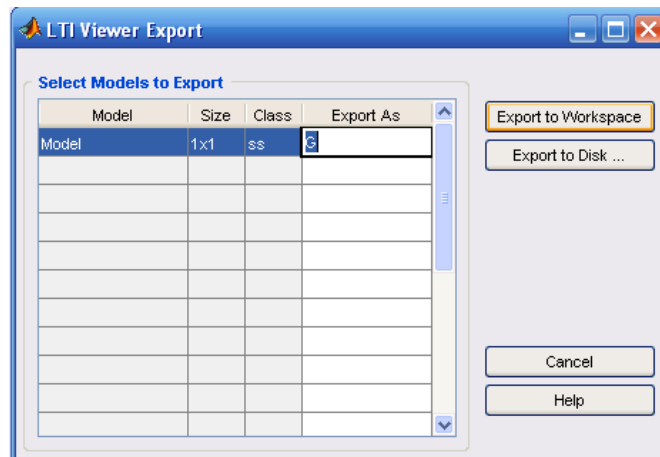 LTI Viewer Export
Select Models to Export
Model Size Class Export As
Model 1x1 ss G
Export to Workspace
Export to Disk ...
Cancel
Help